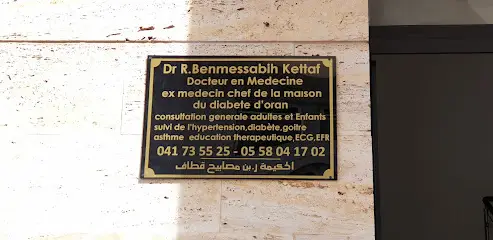 Dr R.Benmessabih Kettaf
Docteur en Medecine
ex medecin chef de la maison
du diabete d'oran
consultation generale adultes et Enfants
suivi de l'hypertension,diabète,goitre
asthme education therapeutique,ECG,EFR
041 73 55 25 - 05 58 04 17 02
الحكيمة ر.بن مصابيح قطاف